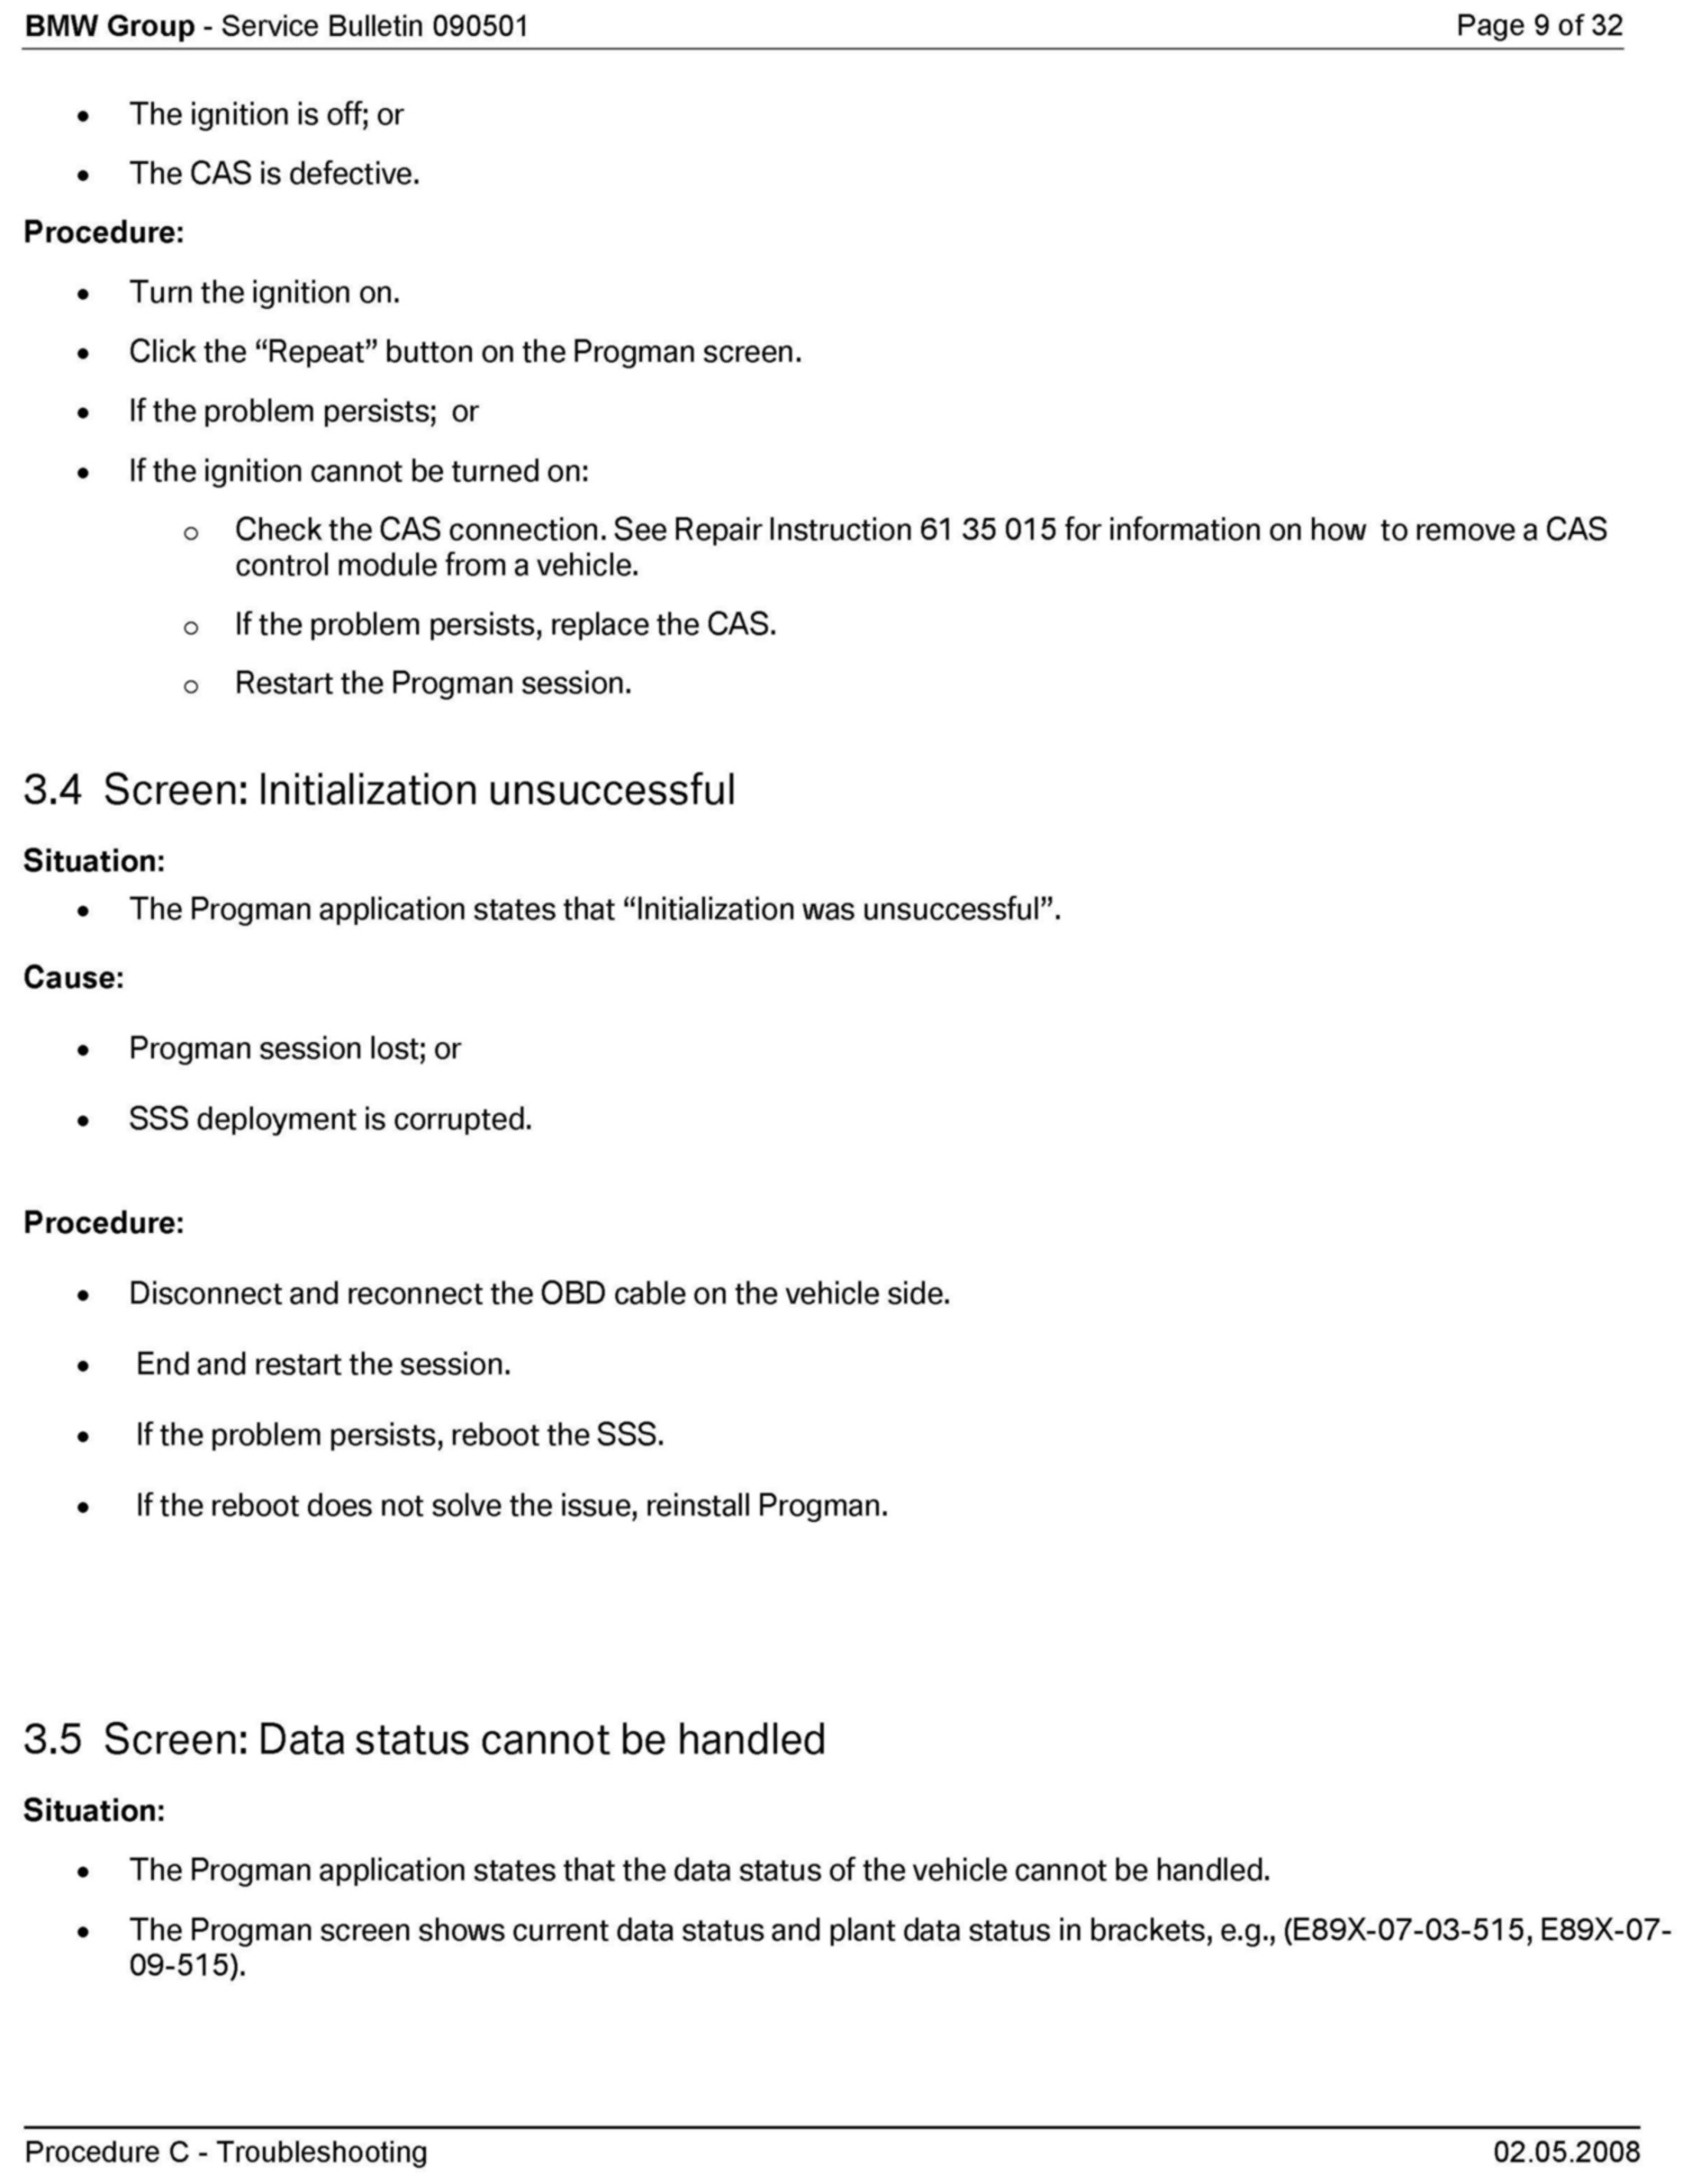 BMW Group - Service Bulletin 090501 Page 9 of 32
• The ignition is off; or
• The CAS is defective.
Procedure:
• Turn the ignition on.
• Click the “Repeat” button on the Progman screen.
• If the problem persists; or
• If the ignition cannot be turned on:
o Check the CAS connection. See Repair Instruction 61 35 015 for information on how to remove a CAS
control module from a vehicle.
o If the problem persists, replace the CAS.
o Restart the Progman session.
3.4 Screen: Initialization unsuccessful
Situation:
• The Progman application states that “Initialization was unsuccessful”.
Cause:
• Progman session lost; or
• SSS deployment is corrupted.
Procedure:
• Disconnect and reconnect the OBD cable on the vehicle side.
• End and restart the session.
• If the problem persists, reboot the SSS.
• If the reboot does not solve the issue, reinstall Progman.
3.5 Screen: Data status cannot be handled
Situation:
• The Progman application states that the data status of the vehicle cannot be handled.
• The Progman screen shows current data status and plant data status in brackets, e.g., (E89X-07-03-515, E89X-07-
09-515).
Procedure C - Troubleshooting 02.05.2008